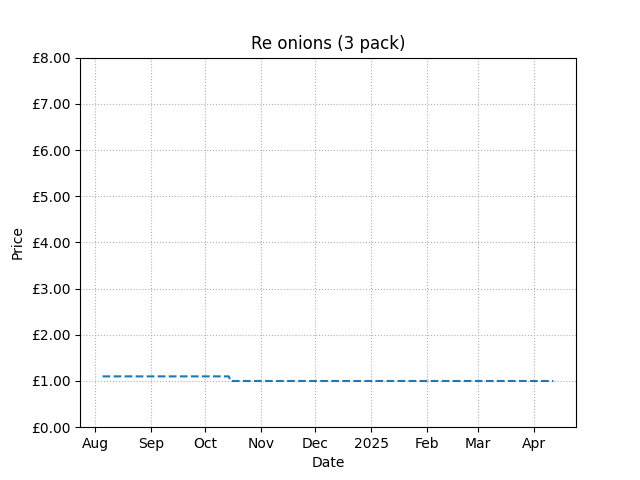 Re onions (3 pack)
£8.00
£7.00
£6.00
£5.00
£4.00
£3.00
£2.00
£1.00
£0.00
Price
Aug Sep Oct Nov Dec 2025 Feb Mar Apr
Date